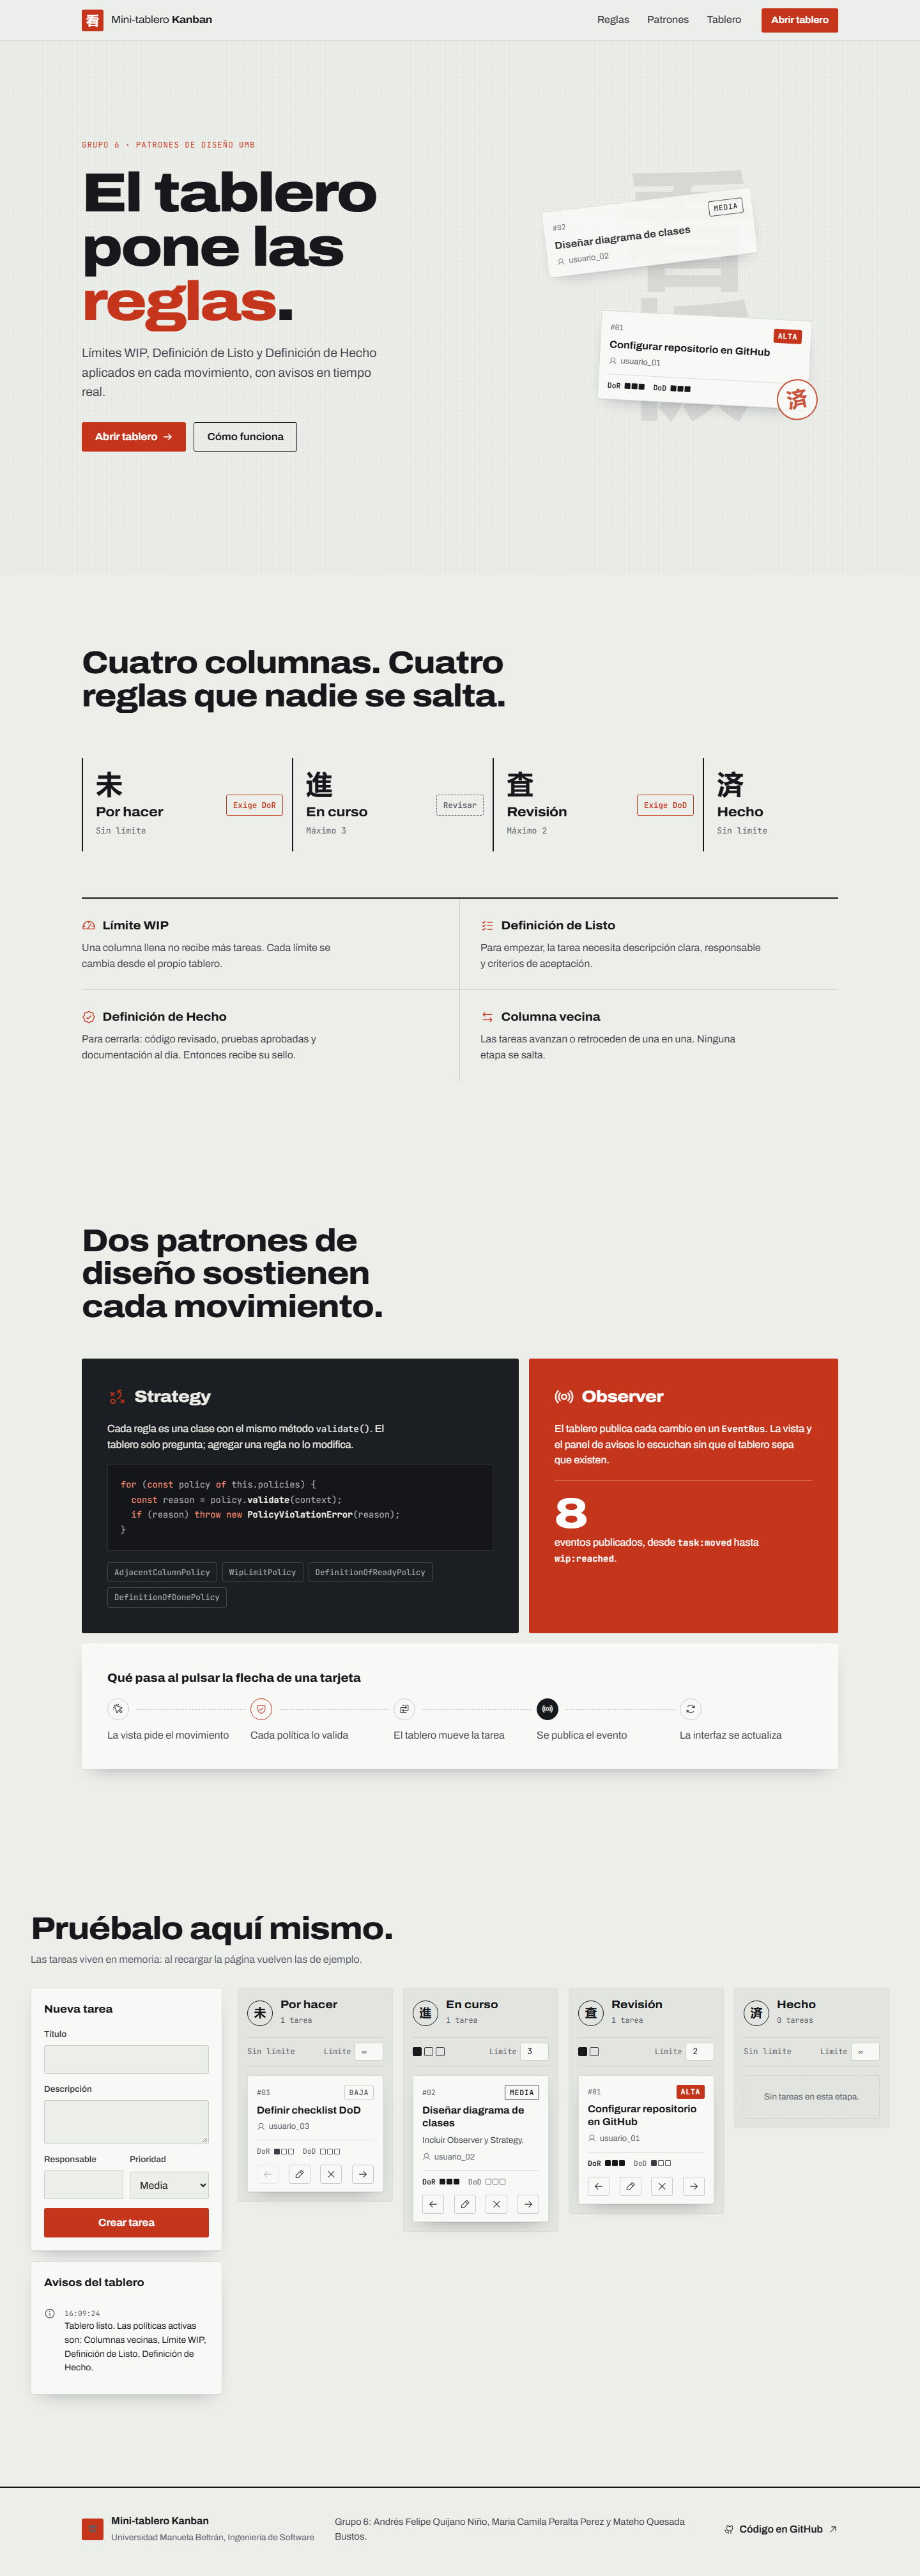 看 Mini-tablero Kanban
Reglas Patrones Tablero Abrir tablero
GRUPO 6 · PATRONES DE DISEÑO UMB
El tablero
pone las
reglas.
Límites WIP, Definición de Listo y Definición de Hecho
aplicados en cada movimiento, con avisos en tiempo
real.
Abrir tablero →
Cómo funciona
看
#02
MEDIA
Diseñar diagrama de clases
usuario_02
#01
ALTA
Configurar repositorio en GitHub
usuario_01
DoR DoD
済
Cuatro columnas. Cuatro
reglas que nadie se salta.
未
Por hacer
Sin límite
Exige DoR
進
En curso
Máximo 3
Revisar
査
Revisión
Máximo 2
Exige DoD
済
Hecho
Sin límite
Límite WIP
Una columna llena no recibe más tareas. Cada límite se
cambia desde el propio tablero.
Definición de Listo
Para empezar, la tarea necesita descripción clara, responsable
y criterios de aceptación.
Definición de Hecho
Para cerrarla: código revisado, pruebas aprobadas y
documentación al día. Entonces recibe su sello.
Columna vecina
Las tareas avanzan o retroceden de una en una. Ninguna
etapa se salta.
Dos patrones de
diseño sostienen
cada movimiento.
Strategy
Cada regla es una clase con el mismo método validate(). El
tablero solo pregunta; agregar una regla no lo modifica.
for (const policy of this.policies) {
const reason = policy.validate(context);
if (reason) throw new PolicyViolationError(reason);
}
AdjacentColumnPolicy WipLimitPolicy DefinitionOfReadyPolicy
DefinitionOfDonePolicy
Observer
El tablero publica cada cambio en un EventBus. La vista y
el panel de avisos lo escuchan sin que el tablero sepa
que existen.
8
eventos publicados, desde task:moved hasta
wip:reached.
Qué pasa al pulsar la flecha de una tarjeta
La vista pide el movimiento
Cada política lo valida
El tablero mueve la tarea
Se publica el evento
La interfaz se actualiza
Pruébalo aquí mismo.
Las tareas viven en memoria: al recargar la página vuelven las de ejemplo.
Nueva tarea
Título
Descripción
Responsable Prioridad
Media
Crear tarea
Avisos del tablero
16:09:24
Tablero listo. Las políticas activas
son: Columnas vecinas, Límite WIP,
Definición de Listo, Definición de
Hecho.
未
Por hacer
1 tarea
Sin límite Límite ∞
#03 BAJA
Definir checklist DoD
usuario_03
DoR DoD
進
En curso
1 tarea
Límite 3
#02 MEDIA
Diseñar diagrama de
clases
Incluir Observer y Strategy.
usuario_02
DoR DoD
査
Revisión
1 tarea
Límite 2
#01 ALTA
Configurar repositorio
en GitHub
usuario_01
DoR DoD
済
Hecho
0 tareas
Sin límite Límite ∞
Sin tareas en esta etapa.
Mini-tablero Kanban
Universidad Manuela Beltrán, Ingeniería de Software
Grupo 6: Andrés Felipe Quijano Niño, Maria Camila Peralta Perez y Mateho Quesada
Bustos.
Código en GitHub